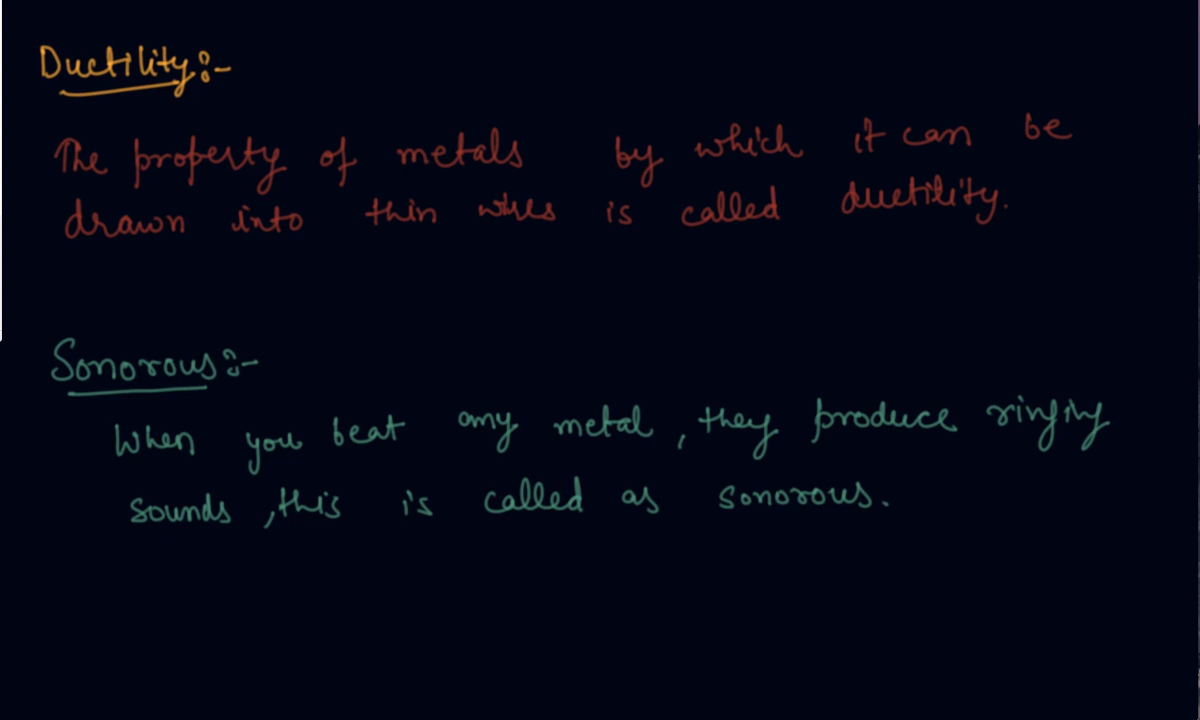 Ductility:-
The property of metals by which it can be
drawn into thin wires is called ductility.
Sonorous:-
When you beat any metal, they produce ringing
sounds, this is called as sonorous.